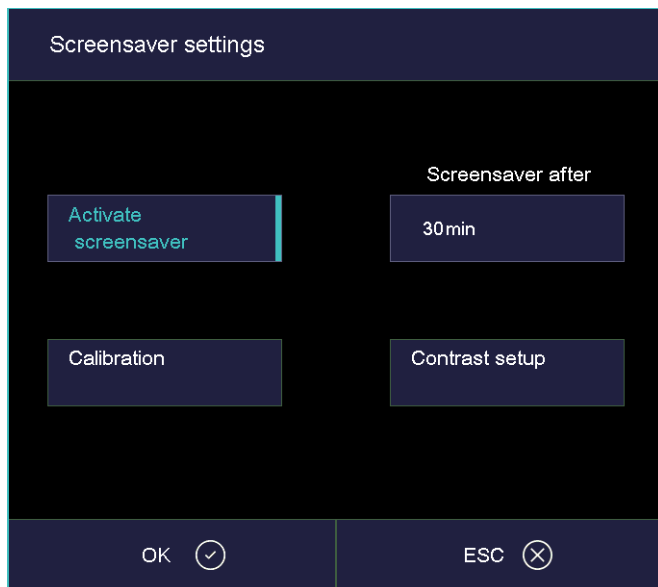 Screensaver settings
Screensaver after
Activate
screensaver
30min
Calibration
Contrast setup
OK
ESC